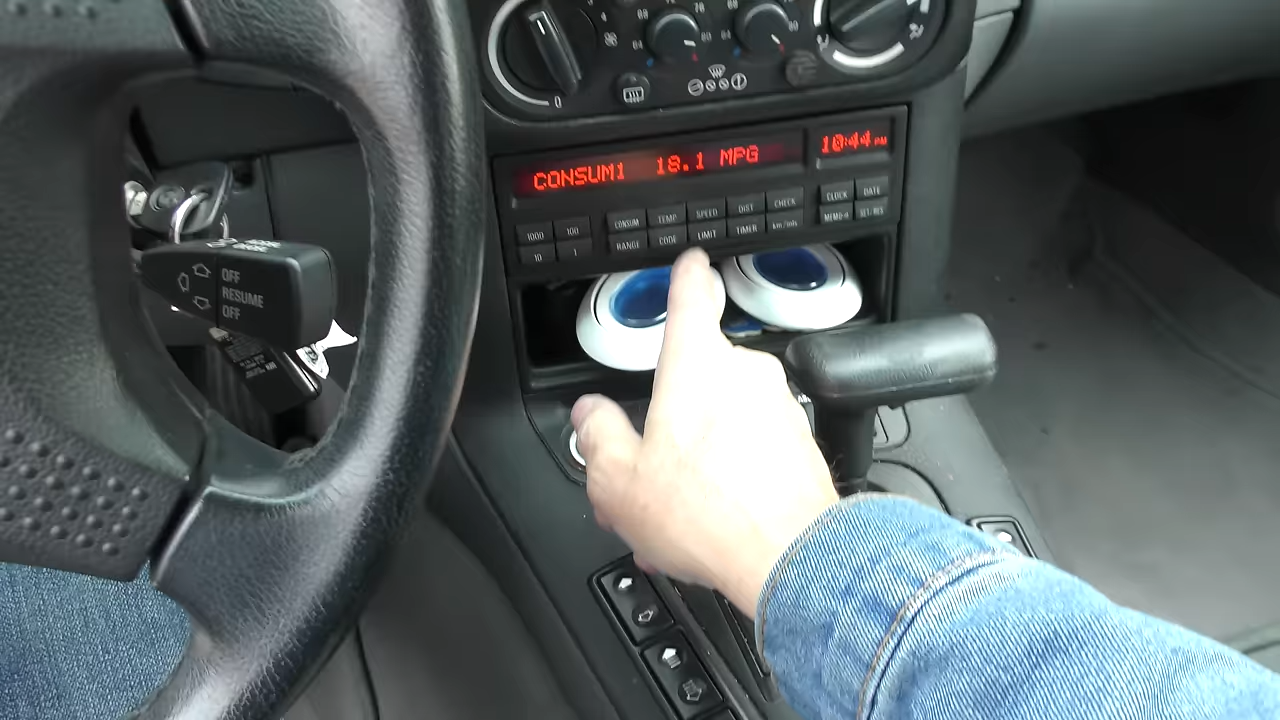 0
CONSUM1 18.1 MPG
10:44 PM
1000
100
CONSUM
TEMP
SPEED
DIST
CHECK
CLOCK
DATE
10
1
RANGE
CODE
LIMIT
TIMER
km/mls
MEMO
SET/RES
OFF
RESUME
OFF